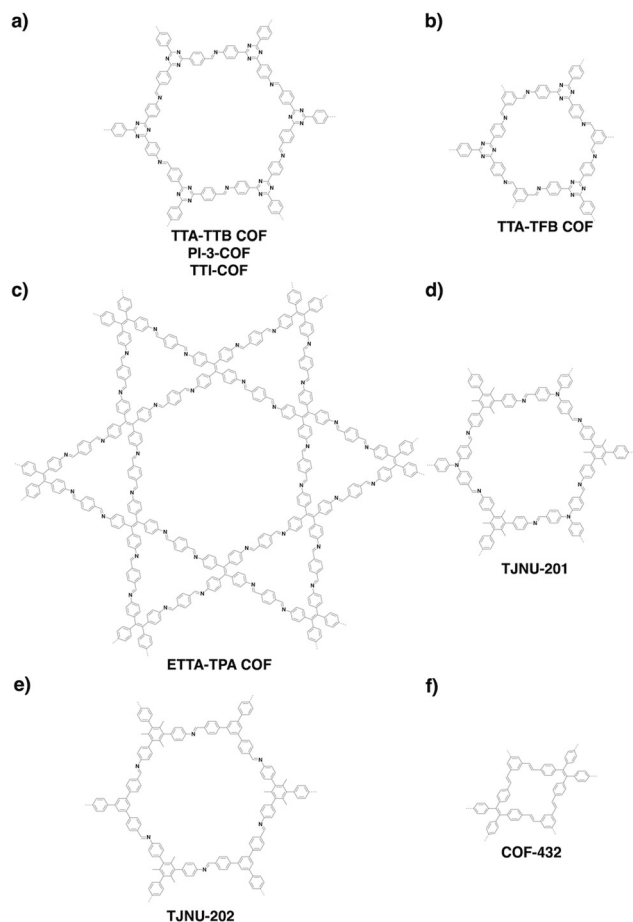 a)
b)
TTA-TTB COF
PI-3-COF
TTI-COF
TTA-TFB COF
c)
d)
TJNU-201
ETTA-TPA COF
e)
f)
COF-432
TJNU-202